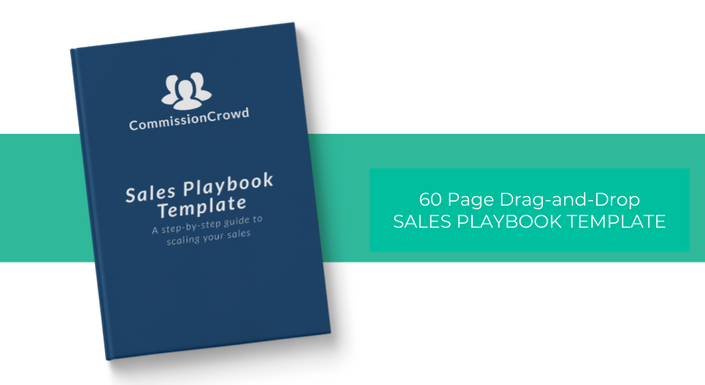 CommissionCrowd
Sales Playbook
Template
A step-by-step guide to
scaling your sales
60 Page Drag-and-Drop
SALES PLAYBOOK TEMPLATE